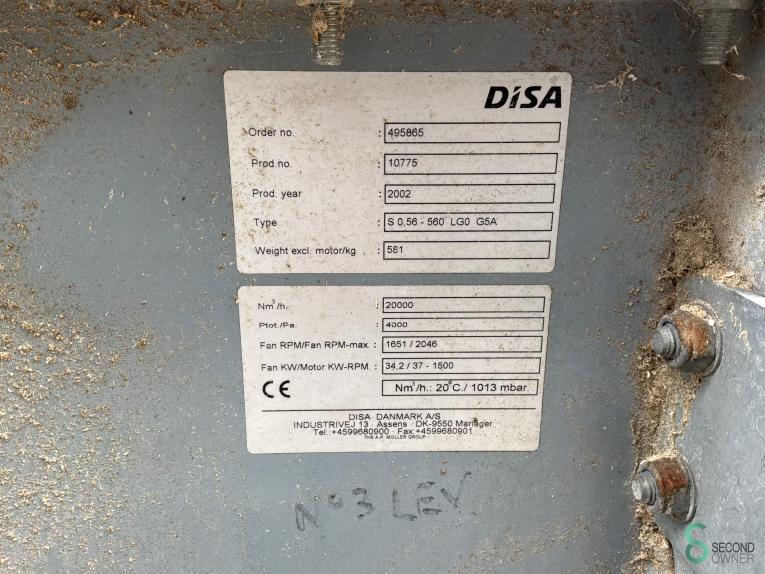 DISA
Order no. : 495865
Prod.no. : 10775
Prod. year : 2002
Type : S 0,56 - 560 LG0 G5A
Weight excl. motor/kg : 581
Nm³/h. : 20000
Ptot./Pa. : 4000
Fan RPM/Fan RPM-max. : 1651 / 2046
Fan KW/Motor KW-RPM. : 34,2 / 37 - 1500
CE Nm³/h.: 20°C./ 1013 mbar.
DISA DANMARK A/S
INDUSTRIVEJ 13 · Assens · DK-9550 Mariager
Tel.:+4599680900 · Fax:+4599680901
THE A.P. MOLLER GROUP
Nº 3 LEV.
SECOND
OWNER